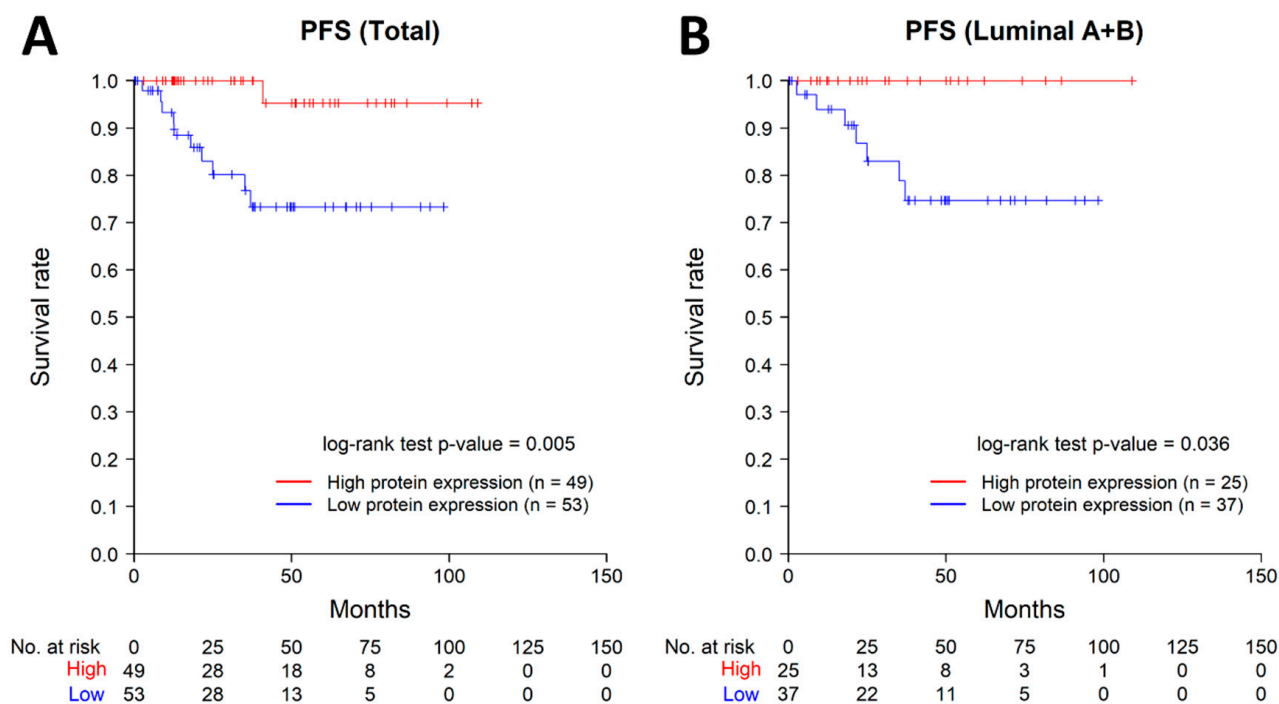 A
PFS (Total)
Survival rate
1.0
0.9
0.8
0.7
0.6
0.5
0.4
0.3
0.2
0.1
0.0
log-rank test p-value = 0.005
High protein expression (n = 49)
Low protein expression (n = 53)
0 50 100 150
Months
No. at risk 0 25 50 75 100 125 150
High 49 28 18 8 2 0 0
Low 53 28 13 5 0 0 0
B
PFS (Luminal A+B)
Survival rate
1.0
0.9
0.8
0.7
0.6
0.5
0.4
0.3
0.2
0.1
0.0
log-rank test p-value = 0.036
High protein expression (n = 25)
Low protein expression (n = 37)
0 50 100 150
Months
No. at risk 0 25 50 75 100 125 150
High 25 13 8 3 1 0 0
Low 37 22 11 5 0 0 0